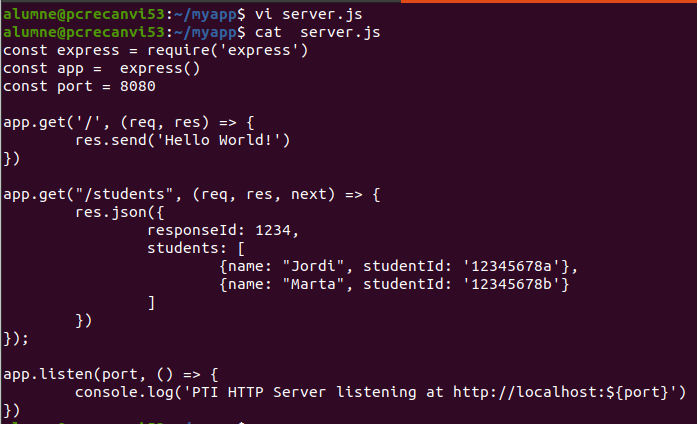 alumne@pcrecanvi53:~/myapp$ vi server.js
alumne@pcrecanvi53:~/myapp$ cat  server.js
const express = require('express')
const app =  express()
const port = 8080

app.get('/', (req, res) => {
        res.send('Hello World!')
})

app.get("/students", (req, res, next) => {
        res.json({
                responseId: 1234,
                students: [
                        {name: "Jordi", studentId: '12345678a'},
                        {name: "Marta", studentId: '12345678b'}
                ]
        })
});

app.listen(port, () => {
        console.log('PTI HTTP Server listening at http://localhost:${port}')
})
alumne@pcrecanvi53:~/myapp$